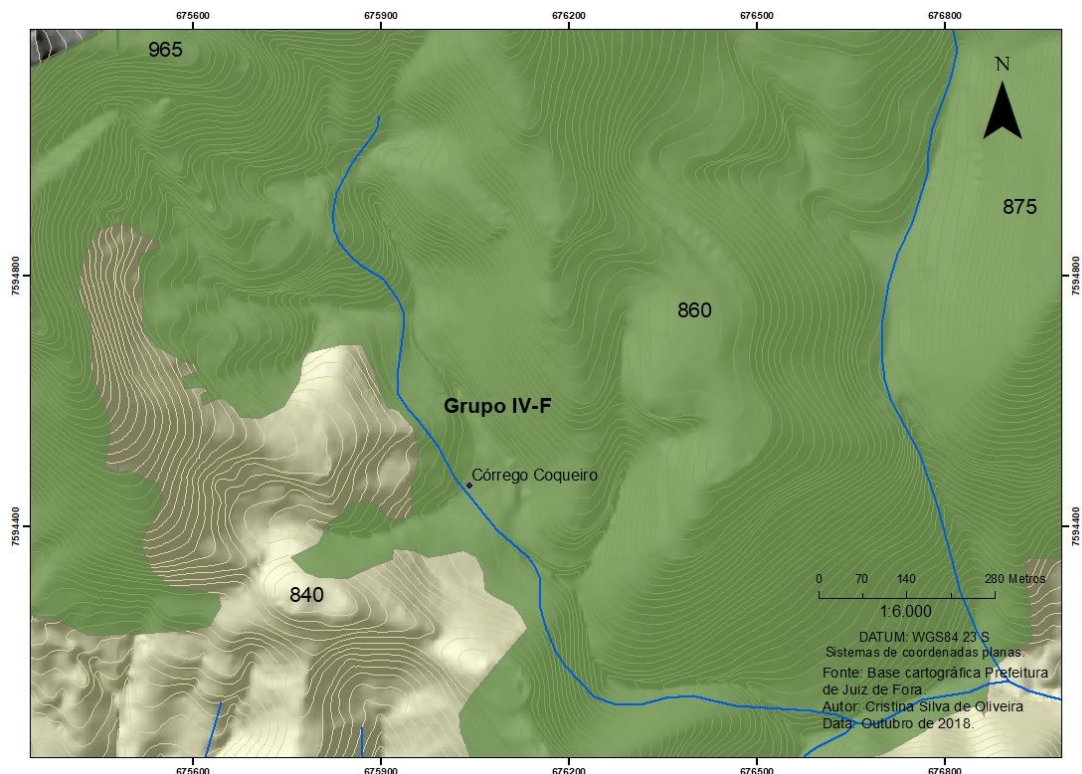 675600 675900 676200 676500 676800
965
N
875
7594800 7594800
860
Grupo IV-F
Córrego Coqueiro
7594400 7594400
840
0 70 140 280 Metros
1:6.000
DATUM: WGS84 23 S
Sistemas de coordenadas planas.
Fonte: Base cartográfica Prefeitura
de Juiz de Fora.
Autor: Cristina Silva de Oliveira
Data: Outubro de 2018.
675600 675900 676200 676500 676800